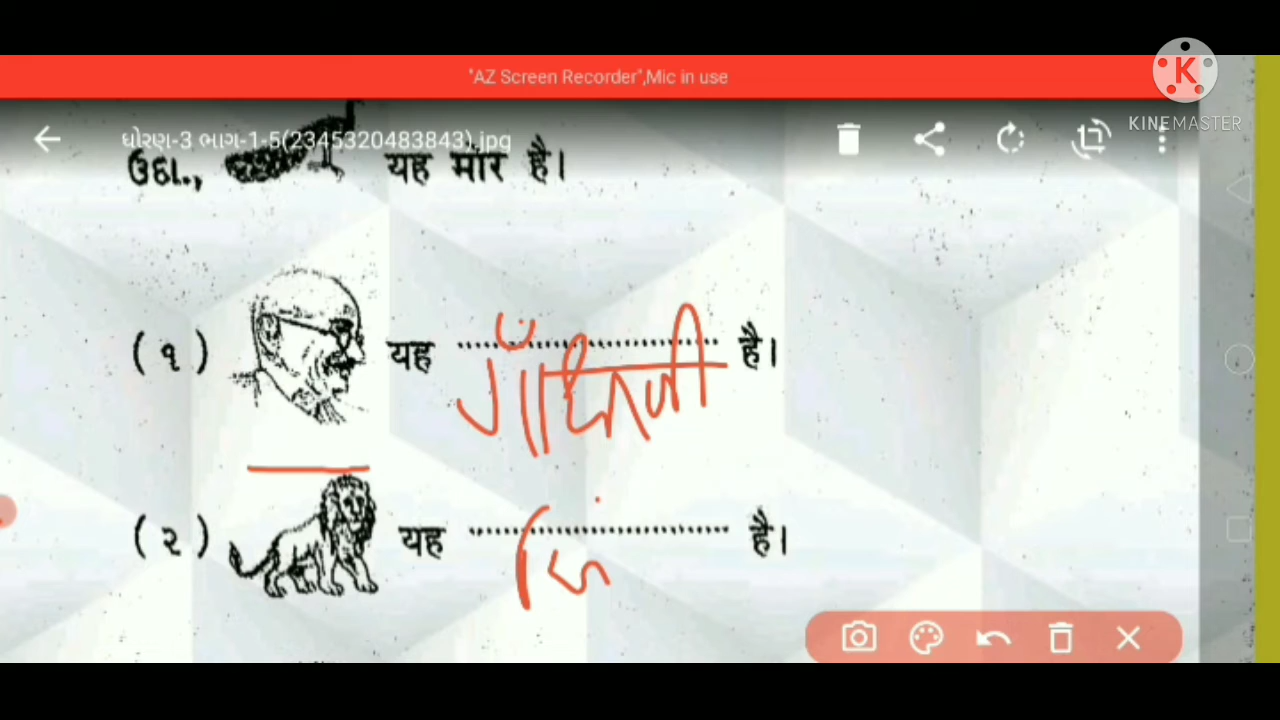 "AZ Screen Recorder",Mic in use
K
KINEMASTER
ધોરણ-3 ભાગ-1-5(2345320483843).jpg
ઉદા., यह मोर है।
(१) यह ..................... है।
गाँधीजी
(२) यह ..................... है।